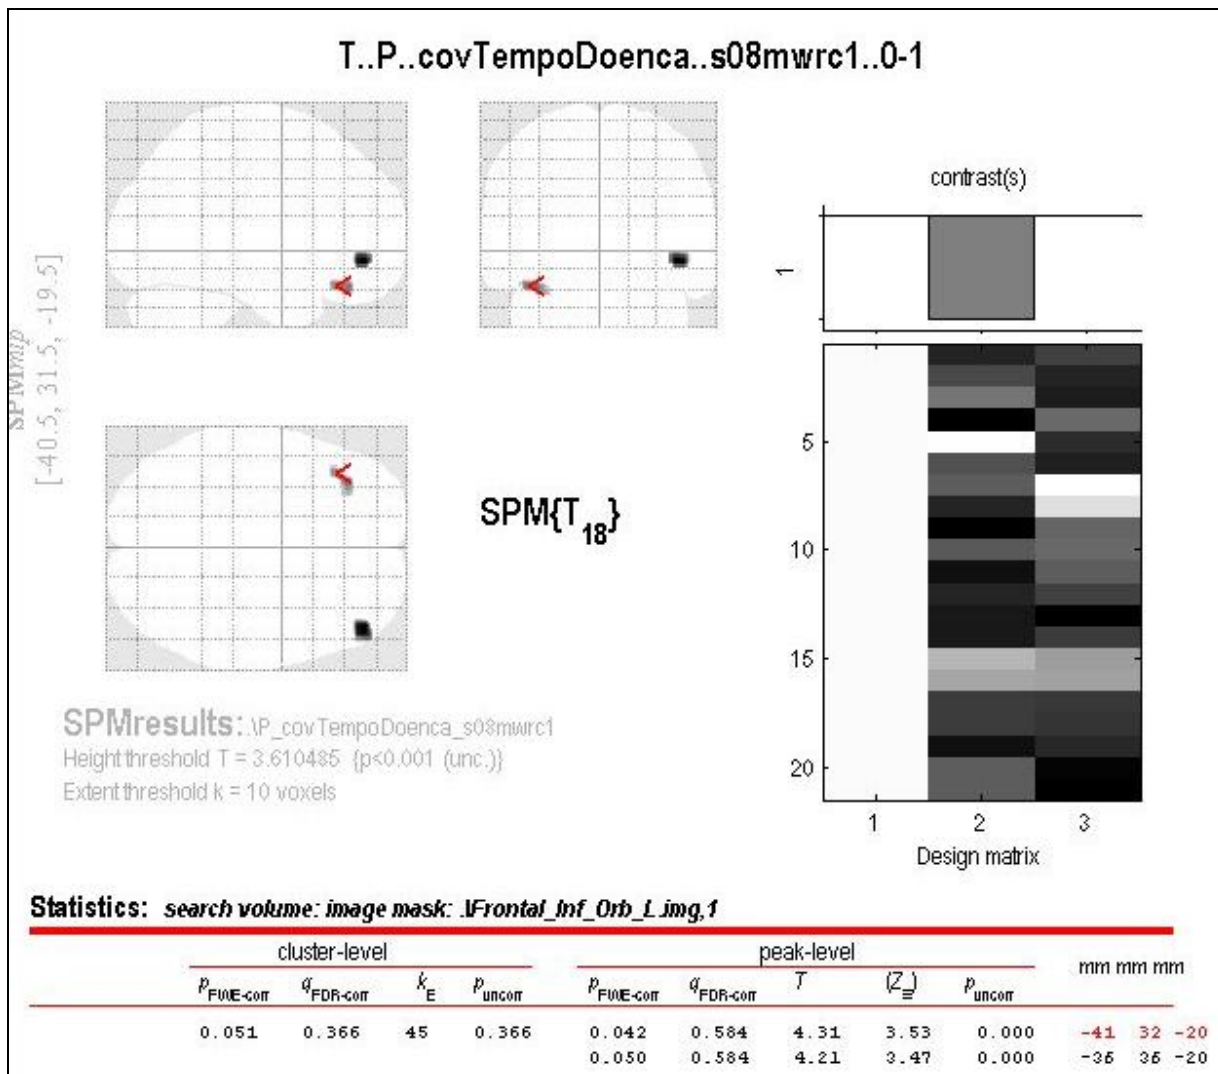 T..P..covTempoDoenca..s08mwrc1..0-1
SPMmip
[-40.5, 31.5, -19.5]
contrast(s)
1
SPM{T18}
5
10
15
20
1 2 3
Design matrix
SPMresults: .\P_covTempoDoenca_s08mwrc1
Height threshold T = 3.610485 {p<0.001 (unc.)}
Extent threshold k = 10 voxels
Statistics: search volume: image mask: .\Frontal_Inf_Orb_L.img,1
cluster-level peak-level mm mm mm
pFWE-corr qFDR-corr kE puncorr pFWE-corr qFDR-corr T (Z≡) puncorr
0.051 0.366 45 0.366 0.042 0.584 4.31 3.53 0.000 -41 32 -20
0.050 0.584 4.21 3.47 0.000 -36 36 -20